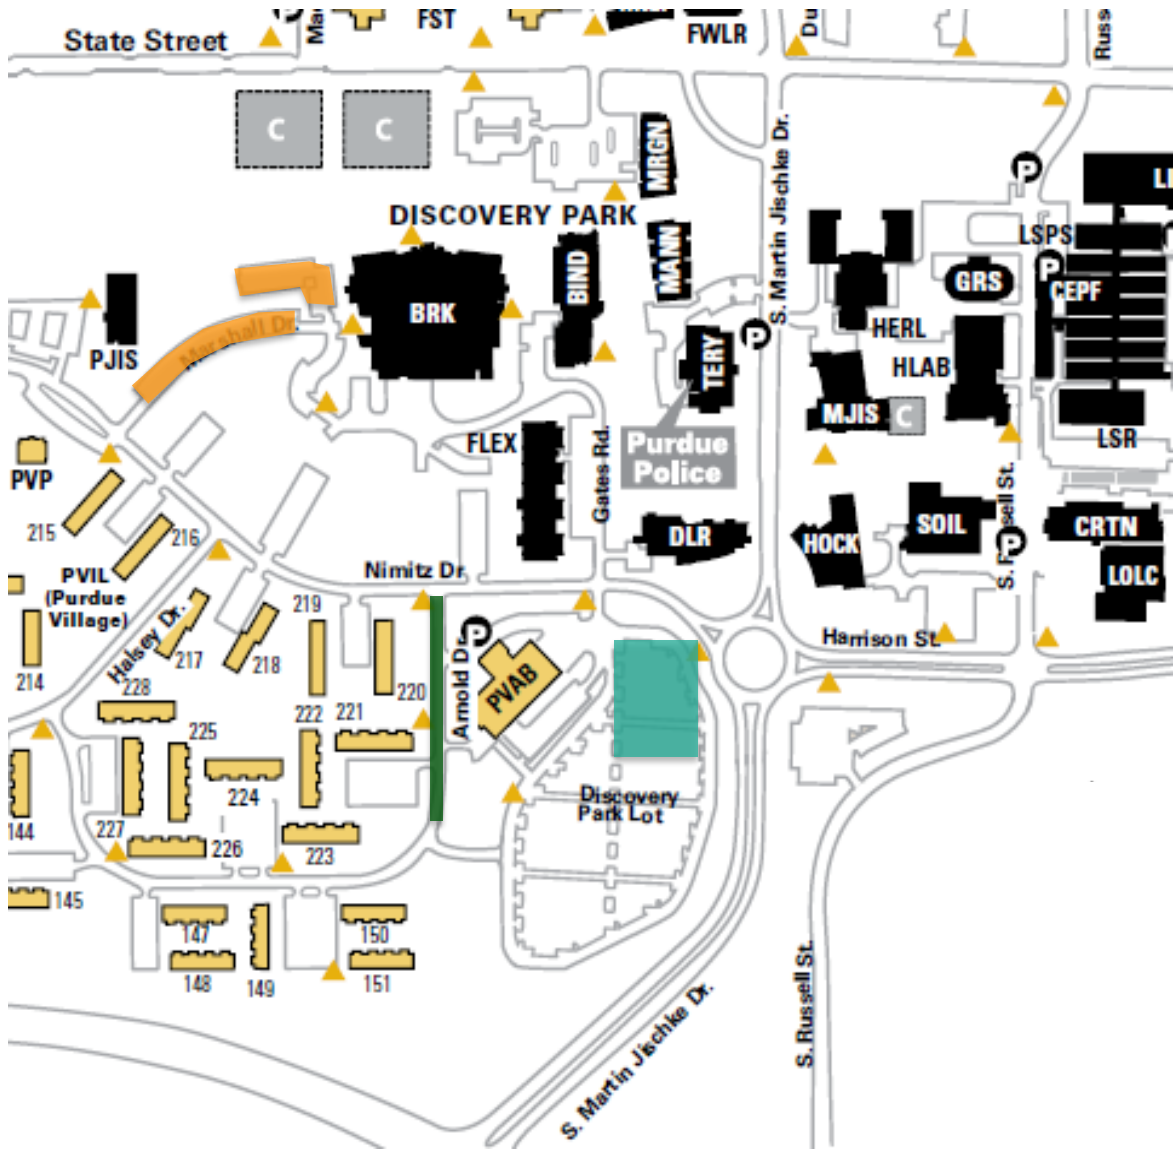 FST
FWLR
State Street
C
C
MRGN
S. Martin Jischke Dr.
DISCOVERY PARK
MANN
BIND
LSPS
GRS
CEPF
P
P
P
BRK
Marshall Dr.
PJIS
HERL
TERY
HLAB
MJIS
C
LSR
FLEX
Purdue
Police
Gates Rd.
PVP
215
216
DLR
HOCK
SOIL
P
CRTN
LOLC
Nimitz Dr.
PVIL
(Purdue
Village)
Halsey Dr.
219
217
218
214
Harrison St.
P
Arnold Dr.
PVAB
220
228
222
221
225
224
Discovery
Park Lot
144
227
226
223
145
147
150
148
149
151
S. Russell St.
S. Martin Jischke Dr.